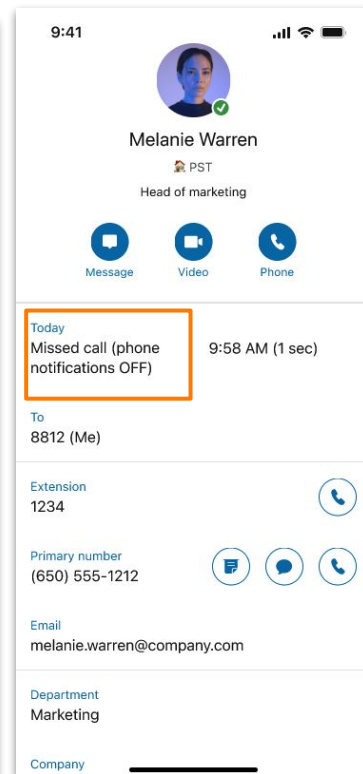 9:41
Melanie Warren
PST
Head of marketing
Message Video Phone
Today
Missed call (phone 9:58 AM (1 sec)
notifications OFF)
To
8812 (Me)
Extension
1234
Primary number
(650) 555-1212
Email
melanie.warren@company.com
Department
Marketing
Company